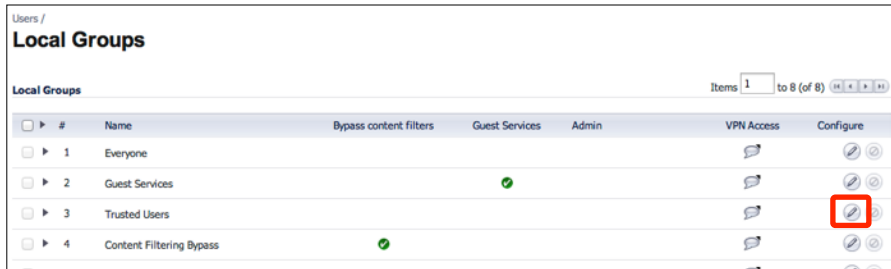 Users /
Local Groups
Local Groups Items 1 to 8 (of 8)
# Name Bypass content filters Guest Services Admin VPN Access Configure
1 Everyone
2 Guest Services
3 Trusted Users
4 Content Filtering Bypass